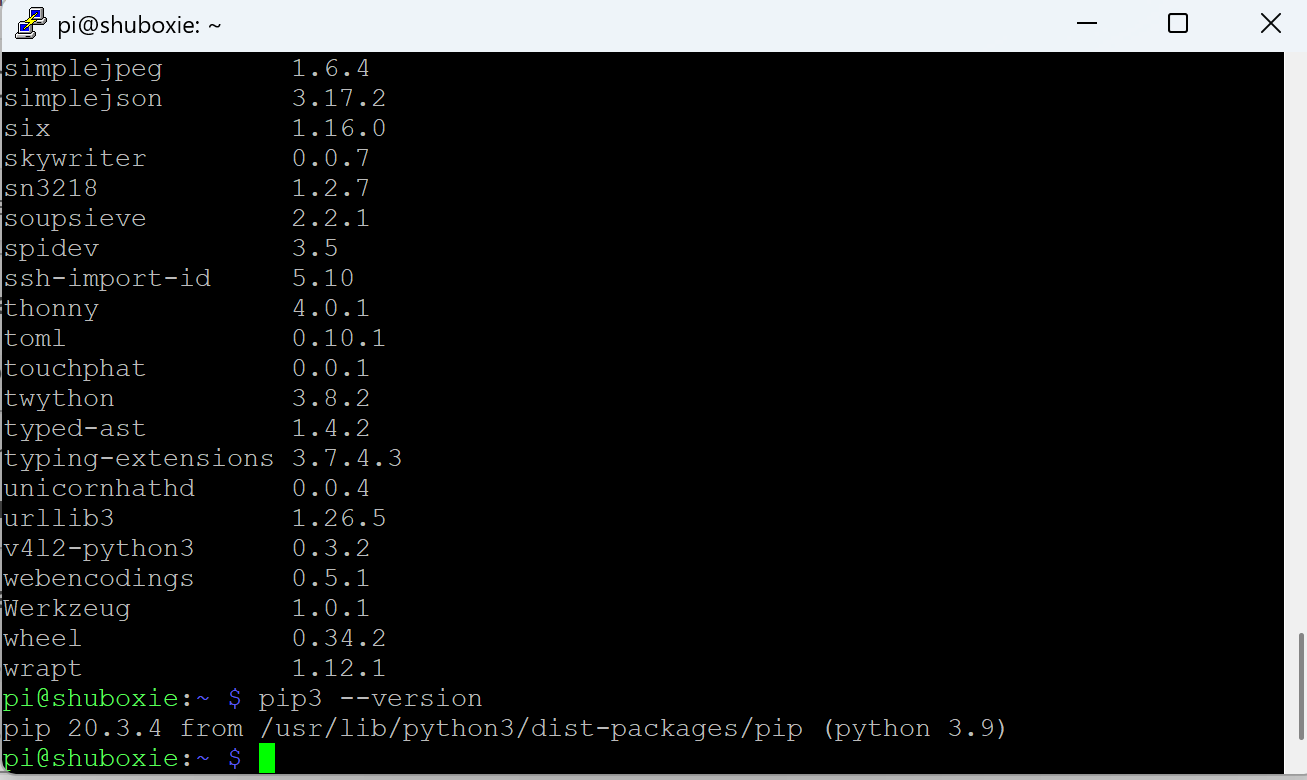 pi@shuboxie: ~
simplejpeg 1.6.4
simplejson 3.17.2
six 1.16.0
skywriter 0.0.7
sn3218 1.2.7
soupsieve 2.2.1
spidev 3.5
ssh-import-id 5.10
thonny 4.0.1
toml 0.10.1
touchphat 0.0.1
twython 3.8.2
typed-ast 1.4.2
typing-extensions 3.7.4.3
unicornhathd 0.0.4
urllib3 1.26.5
v4l2-python3 0.3.2
webencodings 0.5.1
Werkzeug 1.0.1
wheel 0.34.2
wrapt 1.12.1
pi@shuboxie:~ $ pip3 --version
pip 20.3.4 from /usr/lib/python3/dist-packages/pip (python 3.9)
pi@shuboxie:~ $